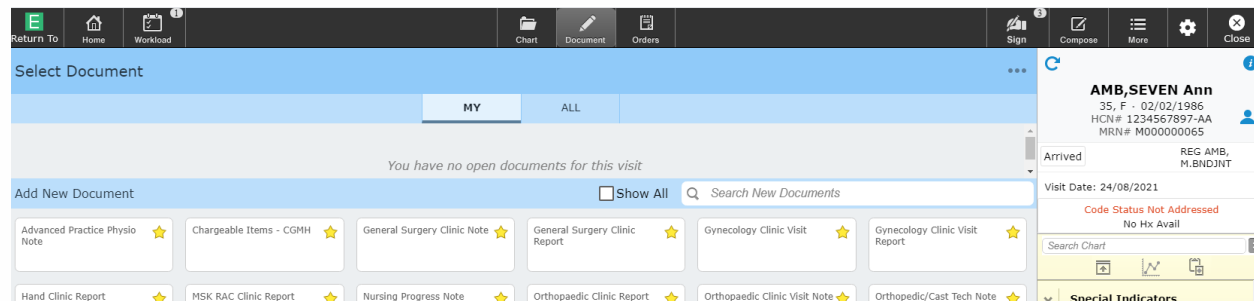 E
Return To
Home
1
Workload
Chart
Document
Orders
3
Sign
Compose
More
Close
Select Document
MY
ALL
You have no open documents for this visit
Add New Document
Show All
Search New Documents
Advanced Practice Physio
Note
Chargeable Items - CGMH
General Surgery Clinic Note
General Surgery Clinic
Report
Gynecology Clinic Visit
Gynecology Clinic Visit
Report
Hand Clinic Report
MSK RAC Clinic Report
Nursing Progress Note
Orthopaedic Clinic Report
Orthopaedic Clinic Visit Note
Orthopedic/Cast Tech Note
AMB,SEVEN Ann
35, F · 02/02/1986
HCN# 1234567897-AA
MRN# M000000065
Arrived
REG AMB,
M.BNDJNT
Visit Date: 24/08/2021
Code Status Not Addressed
No Hx Avail
Search Chart
Special Indicators